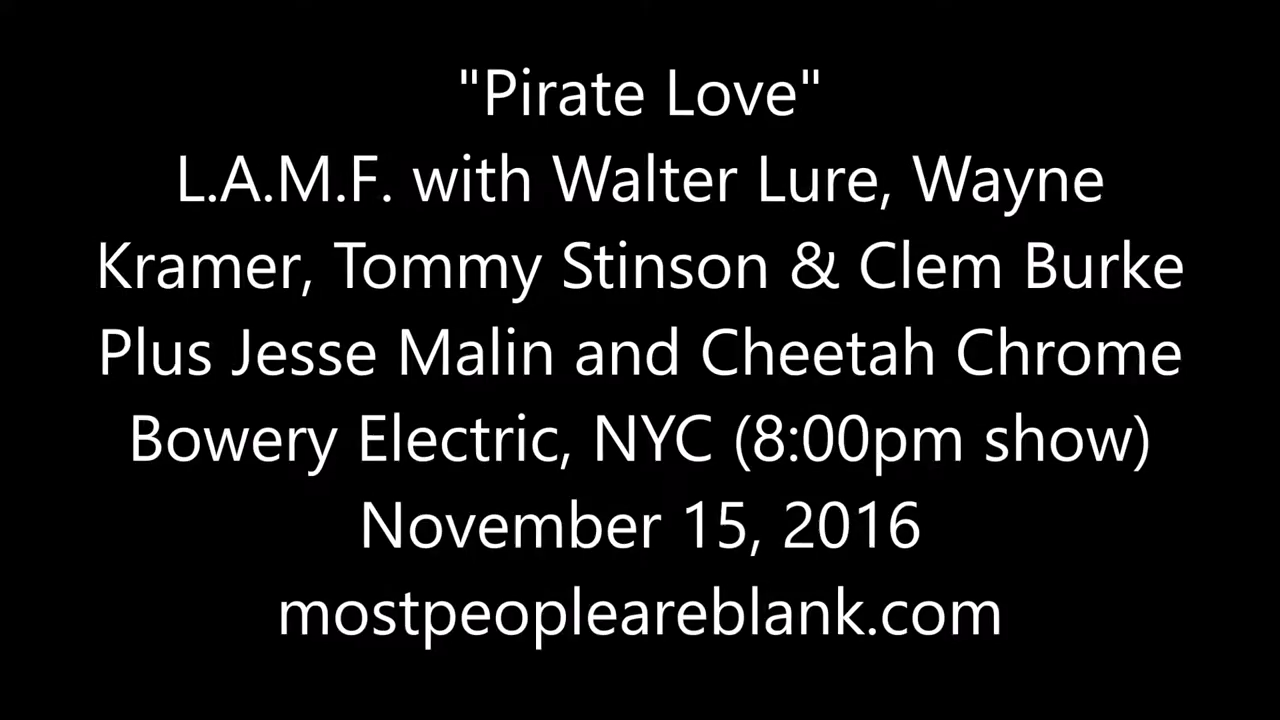 "Pirate Love"
L.A.M.F. with Walter Lure, Wayne
Kramer, Tommy Stinson & Clem Burke
Plus Jesse Malin and Cheetah Chrome
Bowery Electric, NYC (8:00pm show)
November 15, 2016
mostpeopleareblank.com